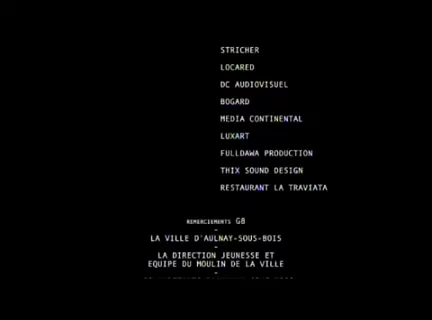 STRICHER
LOCARED
DC AUDIOVISUEL
BOGARD
MEDIA CONTINENTAL
LUXART
FULLDAWA PRODUCTION
THIX SOUND DESIGN
RESTAURANT LA TRAVIATA
REMERCIEMENTS GB
-
LA VILLE D'AULNAY-SOUS-BOIS
-
LA DIRECTION JEUNESSE ET
EQUIPE DU MOULIN DE LA VILLE
-